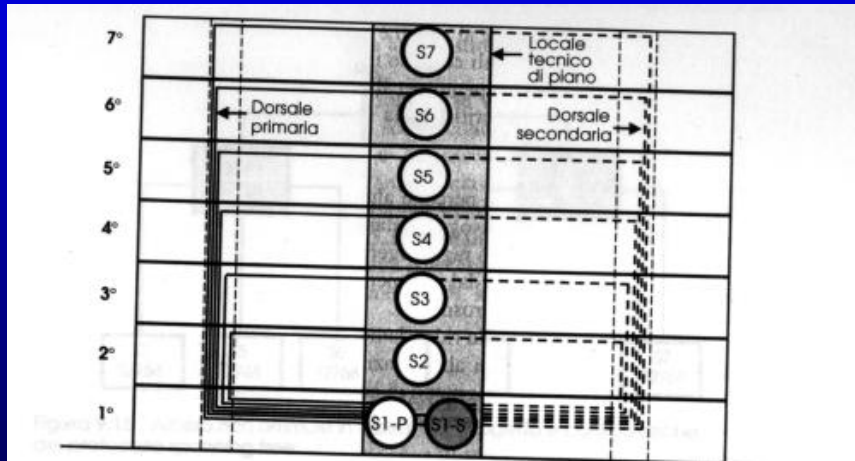 7°
S7
Locale
tecnico
di piano
6°
Dorsale
primaria
S6
Dorsale
secondaria
5°
S5
4°
S4
3°
S3
2°
S2
1°
S1-P
S1-S